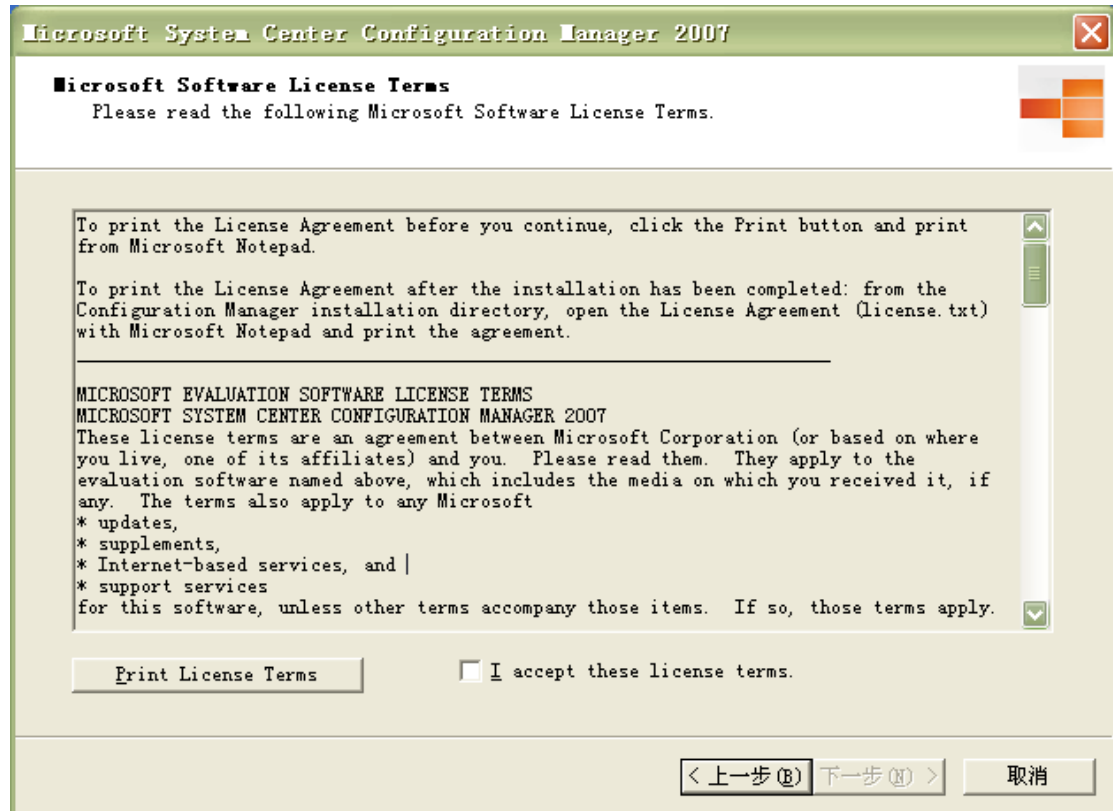 Microsoft System Center Configuration Manager 2007
Microsoft Software License Terms
Please read the following Microsoft Software License Terms.
To print the License Agreement before you continue, click the Print button and print
from Microsoft Notepad.
To print the License Agreement after the installation has been completed: from the
Configuration Manager installation directory, open the License Agreement (license.txt)
with Microsoft Notepad and print the agreement.
MICROSOFT EVALUATION SOFTWARE LICENSE TERMS
MICROSOFT SYSTEM CENTER CONFIGURATION MANAGER 2007
These license terms are an agreement between Microsoft Corporation (or based on where
you live, one of its affiliates) and you.  Please read them.  They apply to the
evaluation software named above, which includes the media on which you received it, if
any.  The terms also apply to any Microsoft
* updates,
* supplements,
* Internet-based services, and
* support services
for this software, unless other terms accompany those items.  If so, those terms apply.
Print License Terms
I accept these license terms.
< 上一步(B)
下一步(N) >
取消